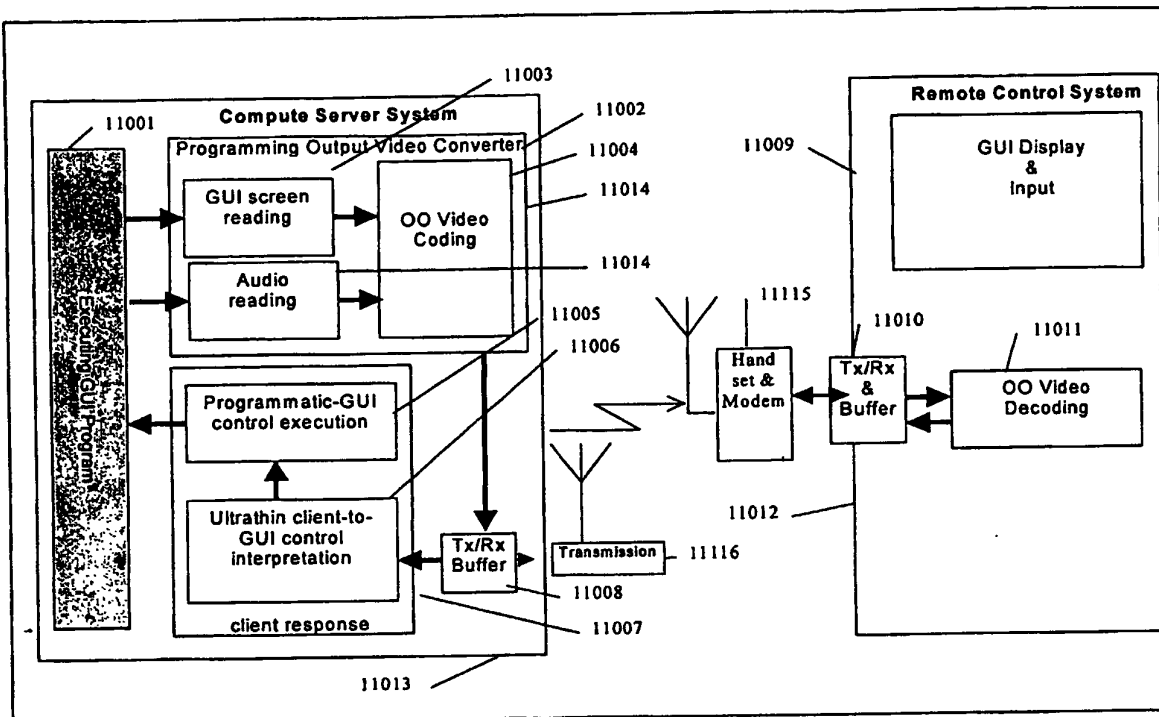 11003
Compute Server System
Remote Control System
11001
11002
Programming Output Video Converter
11004
11009
GUI Display
&
Input
GUI screen
reading
11014
OO Video
Coding
11014
Audio
reading
11115
11005
11010
11011
11006
Executing GUI Program
Hand
set &
Modem
Tx/Rx
&
Buffer
OO Video
Decoding
Programmatic-GUI
control execution
11012
Ultrathin client-to-
GUI control
interpretation
Tx/Rx
Buffer
Transmission
11116
11008
client response
11007
11013